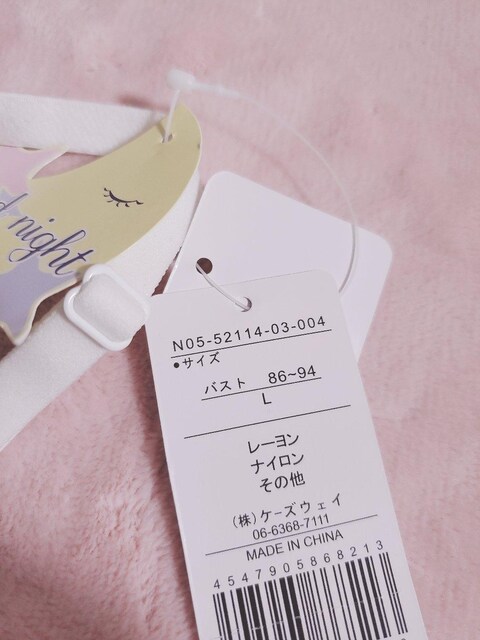 night
N05-52114-03-004
●サイズ
バスト 86~94
L
レーヨン
ナイロン
その他
(株)ケーズウェイ
06-6368-7111
MADE IN CHINA
4547905868213